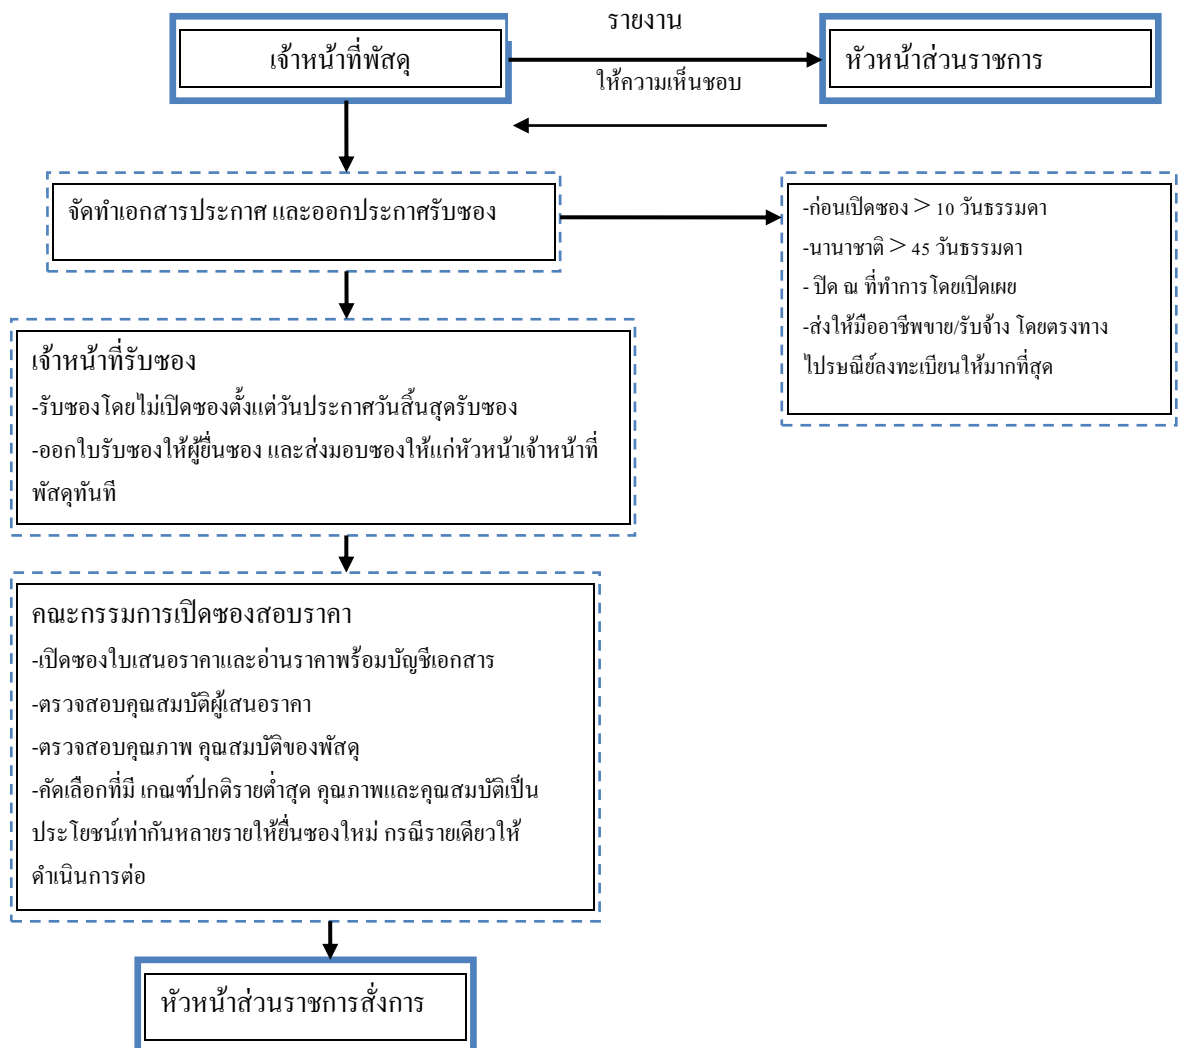 รายงาน
เจ้าหน้าที่พัสดุ
หัวหน้าส่วนราชการ
ให้ความเห็นชอบ
จัดทำเอกสารประกาศ และออกประกาศรับซอง
-ก่อนเปิดซอง > 10 วันธรรมดา
-นานาชาติ > 45 วันธรรมดา
- ปิด ณ ที่ทำการโดยเปิดเผย
-ส่งให้มืออาชีพขาย/รับจ้าง โดยตรงทาง
ไปรษณีย์ลงทะเบียนให้มากที่สุด
เจ้าหน้าที่รับซอง
-รับซองโดยไม่เปิดซองตั้งแต่วันประกาศวันสิ้นสุดรับซอง
-ออกใบรับซองให้ผู้ยื่นซอง และส่งมอบซองให้แก่หัวหน้าเจ้าหน้าที่
พัสดุทันที
คณะกรรมการเปิดซองสอบราคา
-เปิดซองใบเสนอราคาและอ่านราคาพร้อมบัญชีเอกสาร
-ตรวจสอบคุณสมบัติผู้เสนอราคา
-ตรวจสอบคุณภาพ คุณสมบัติของพัสดุ
-คัดเลือกที่มี เกณฑ์ปกติรายต่ำสุด คุณภาพและคุณสมบัติเป็น
ประโยชน์เท่ากันหลายรายให้ยื่นซองใหม่ กรณีรายเดียวให้
ดำเนินการต่อ
หัวหน้าส่วนราชการสั่งการ